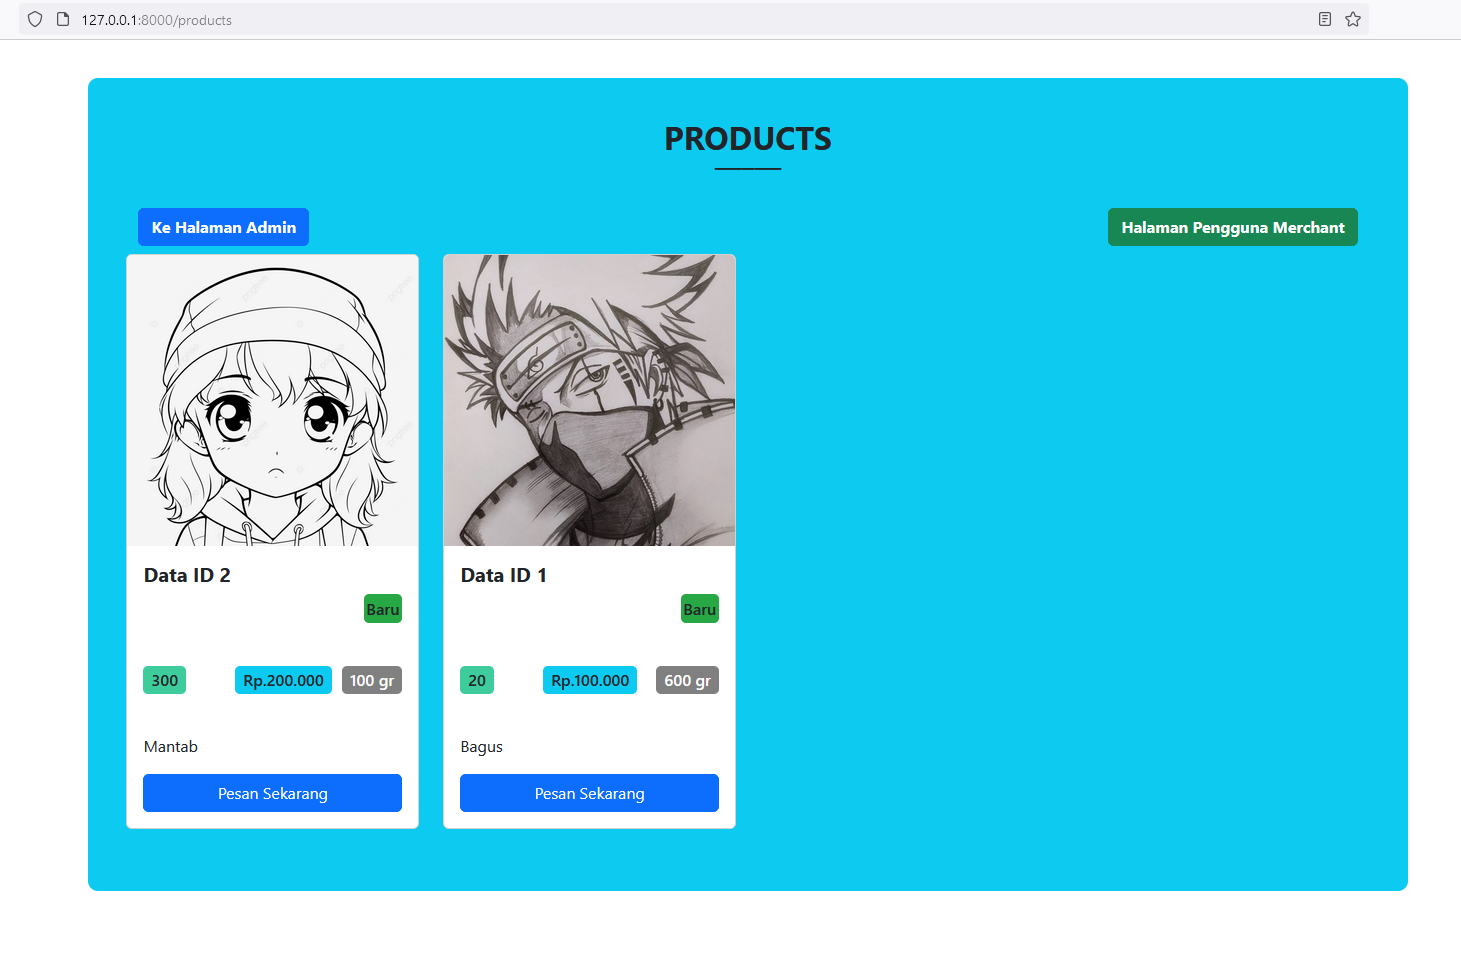 127.0.0.1:8000/products
PRODUCTS
Ke Halaman Admin
Halaman Pengguna Merchant
Data ID 2
Baru
300 Rp.200.000 100 gr
Mantab
Pesan Sekarang
Data ID 1
Baru
20 Rp.100.000 600 gr
Bagus
Pesan Sekarang